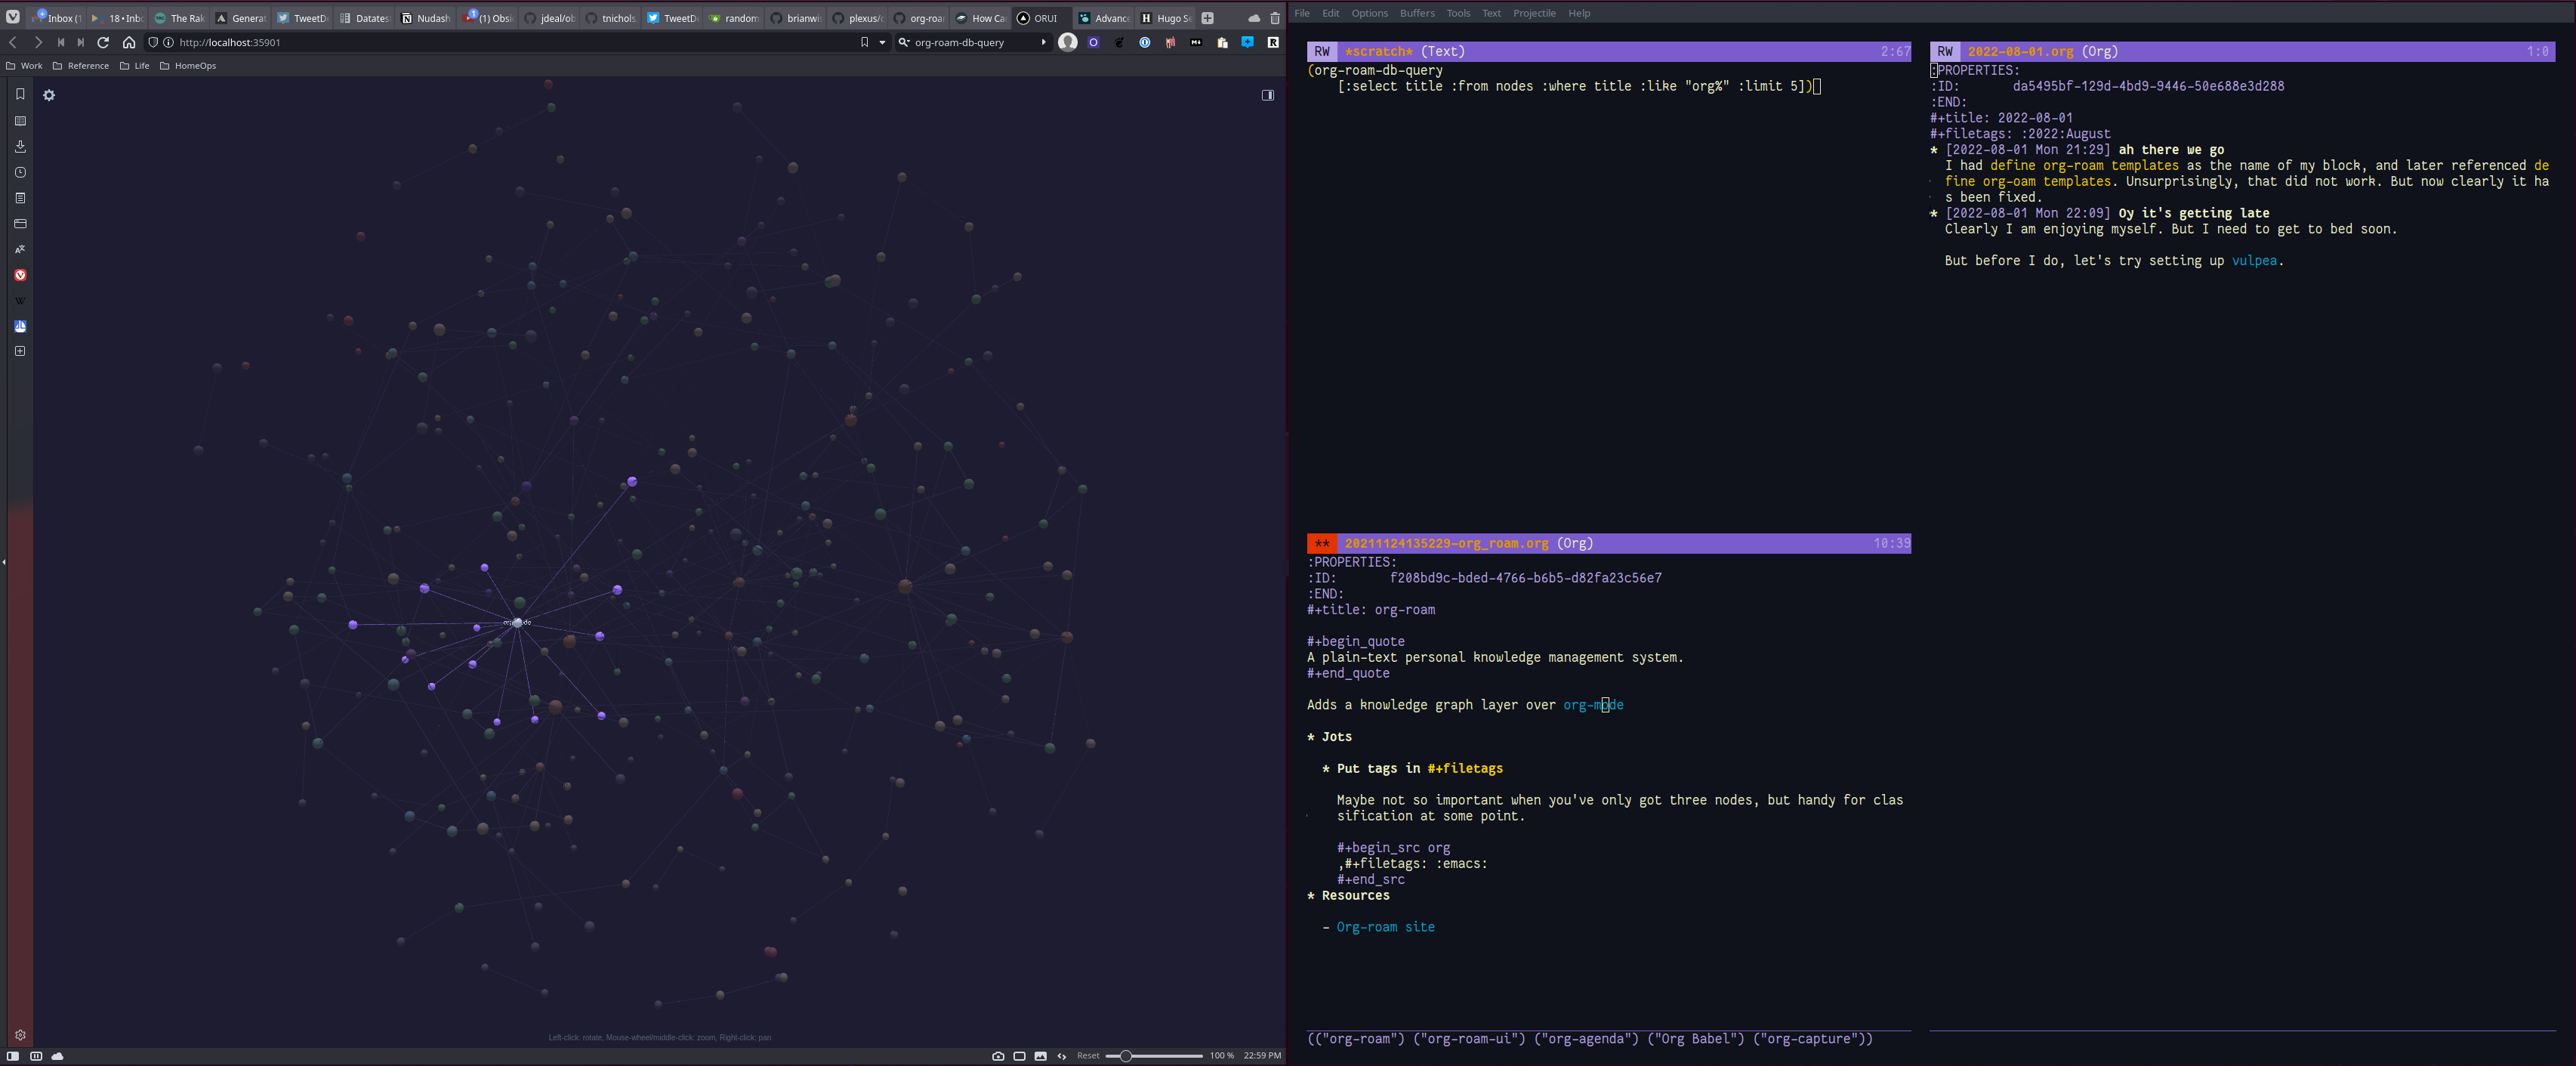 Inbox (1
18 • Inbo
The Rak
Generat
TweetD
Datates
Nudash
(1) Obsi
jdeal/ob
tnichols
TweetD
random
brianwi
plexus/c
org-roa
How Ca
ORUI
Advance
Hugo Se
http://localhost:35901
org-roam-db-query
Work Reference Life HomeOps
Left-click: rotate, Mouse-wheel/middle-click: zoom, Right-click: pan
Reset 100 % 22:59 PM
File Edit Options Buffers Tools Text Projectile Help
RW *scratch* (Text) 2:67
(org-roam-db-query
[:select title :from nodes :where title :like "org%" :limit 5])
** 20211124135229-org_roam.org (Org) 10:39
:PROPERTIES:
:ID: f208bd9c-bded-4766-b6b5-d82fa23c56e7
:END:
#+title: org-roam
#+begin_quote
A plain-text personal knowledge management system.
#+end_quote
Adds a knowledge graph layer over org-mode
* Jots
* Put tags in #+filetags
Maybe not so important when you've only got three nodes, but handy for clas
sification at some point.
#+begin_src org
,#+filetags: :emacs:
#+end_src
* Resources
- Org-roam site
(("org-roam") ("org-roam-ui") ("org-agenda") ("Org Babel") ("org-capture"))
RW 2022-08-01.org (Org) 1:0
:PROPERTIES:
:ID: da5495bf-129d-4bd9-9446-50e688e3d288
:END:
#+title: 2022-08-01
#+filetags: :2022:August
* [2022-08-01 Mon 21:29] ah there we go
I had define org-roam templates as the name of my block, and later referenced de
fine org-oam templates. Unsurprisingly, that did not work. But now clearly it ha
s been fixed.
* [2022-08-01 Mon 22:09] Oy it's getting late
Clearly I am enjoying myself. But I need to get to bed soon.
But before I do, let's try setting up vulpea.